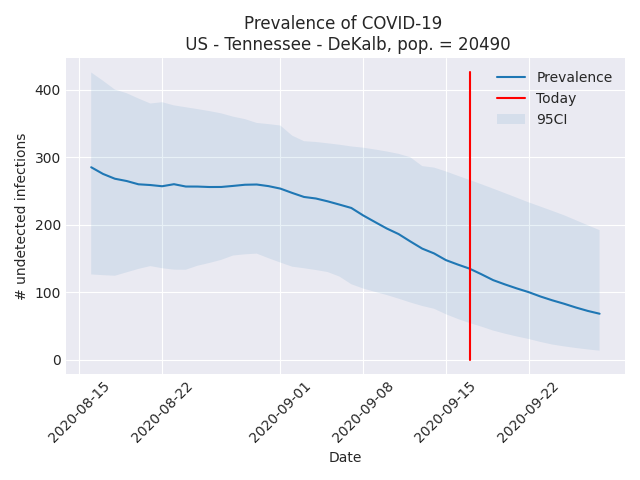 Prevalence of COVID-19
US - Tennessee - DeKalb, pop. = 20490
# undetected infections
400
300
200
100
0
Prevalence
Today
95CI
2020-08-15
2020-08-22
2020-09-01
2020-09-08
2020-09-15
2020-09-22
Date